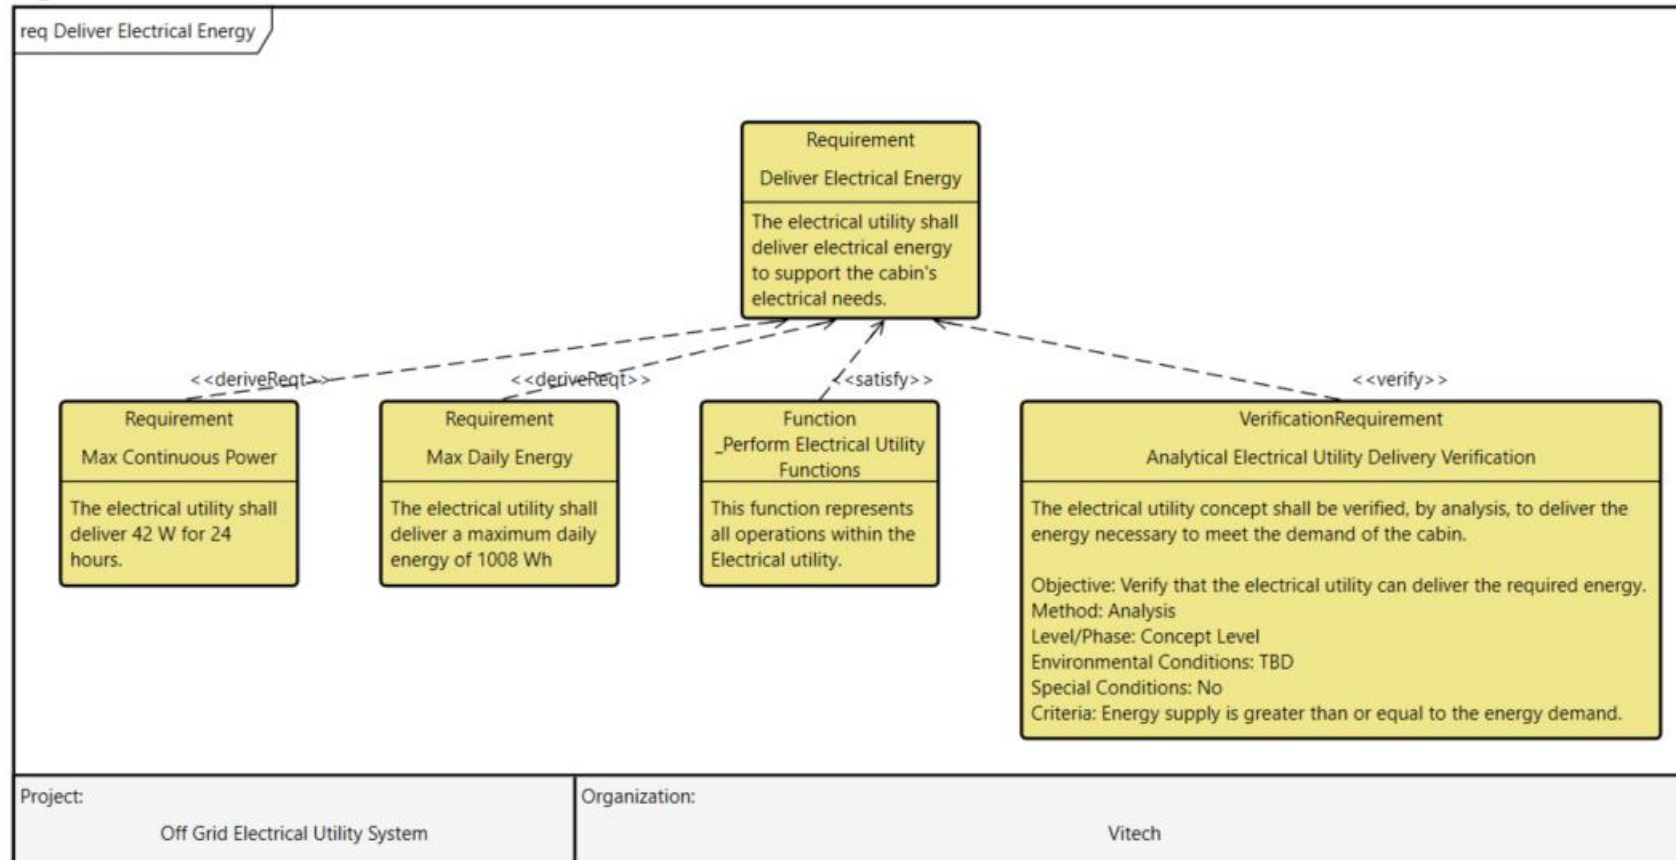 req Deliver Electrical Energy
Requirement
Deliver Electrical Energy
The electrical utility shall
deliver electrical energy
to support the cabin's
electrical needs.
<<deriveReqt>>
<<deriveReqt>>
<<satisfy>>
<<verify>>
Requirement
Max Continuous Power
The electrical utility shall
deliver 42 W for 24
hours.
Requirement
Max Daily Energy
The electrical utility shall
deliver a maximum daily
energy of 1008 Wh
Function
_Perform Electrical Utility
Functions
This function represents
all operations within the
Electrical utility.
VerificationRequirement
Analytical Electrical Utility Delivery Verification
The electrical utility concept shall be verified, by analysis, to deliver the
energy necessary to meet the demand of the cabin.
Objective: Verify that the electrical utility can deliver the required energy.
Method: Analysis
Level/Phase: Concept Level
Environmental Conditions: TBD
Special Conditions: No
Criteria: Energy supply is greater than or equal to the energy demand.
Project:
Off Grid Electrical Utility System
Organization:
Vitech